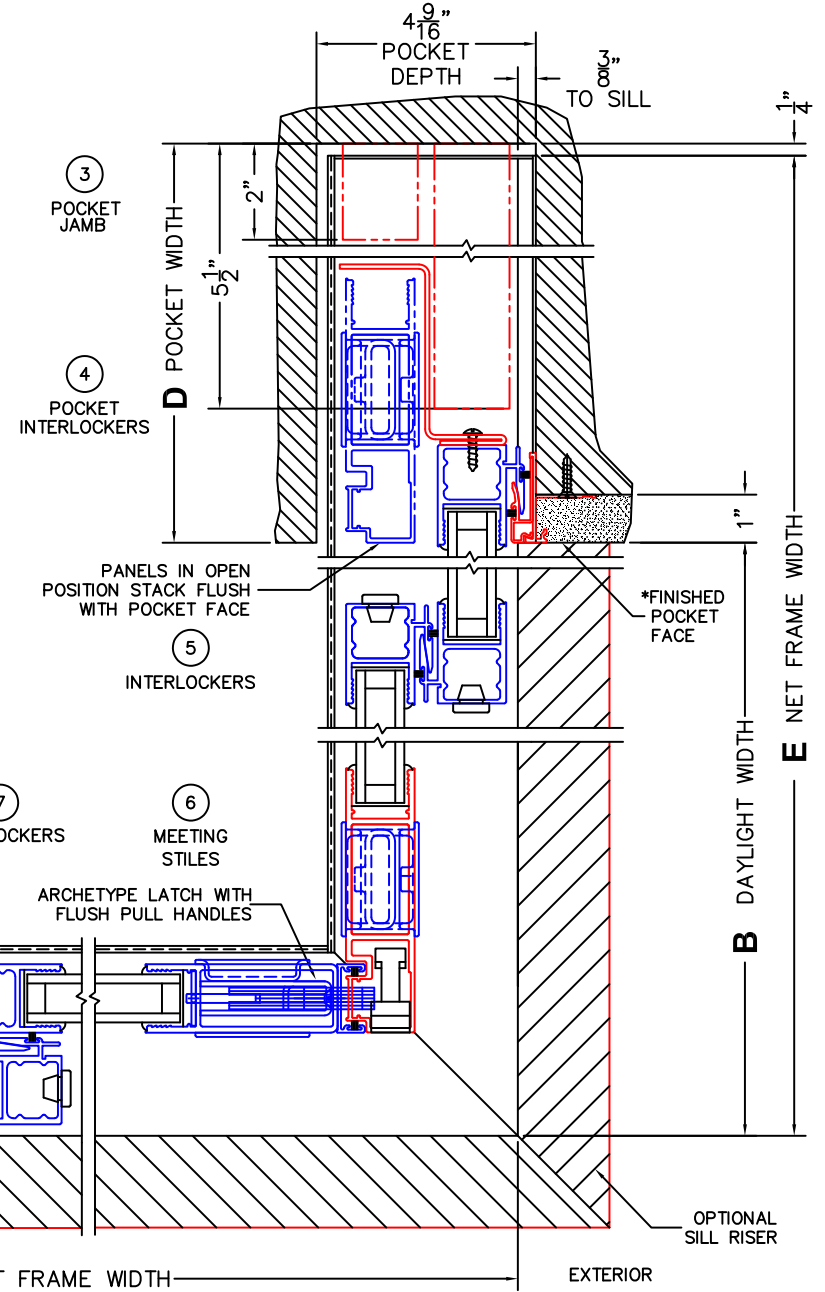 4 9/16"
POCKET
DEPTH
3/8"
TO SILL
1/4"
3
POCKET
JAMB
2"
5 1/2"
D POCKET WIDTH
4
POCKET
INTERLOCKERS
1"
PANELS IN OPEN
POSITION STACK FLUSH
WITH POCKET FACE
*FINISHED
POCKET
FACE
5
INTERLOCKERS
E NET FRAME WIDTH
B DAYLIGHT WIDTH
7
OCKERS
6
MEETING
STILES
ARCHETYPE LATCH WITH
FLUSH PULL HANDLES
OPTIONAL
SILL RISER
T FRAME WIDTH
EXTERIOR